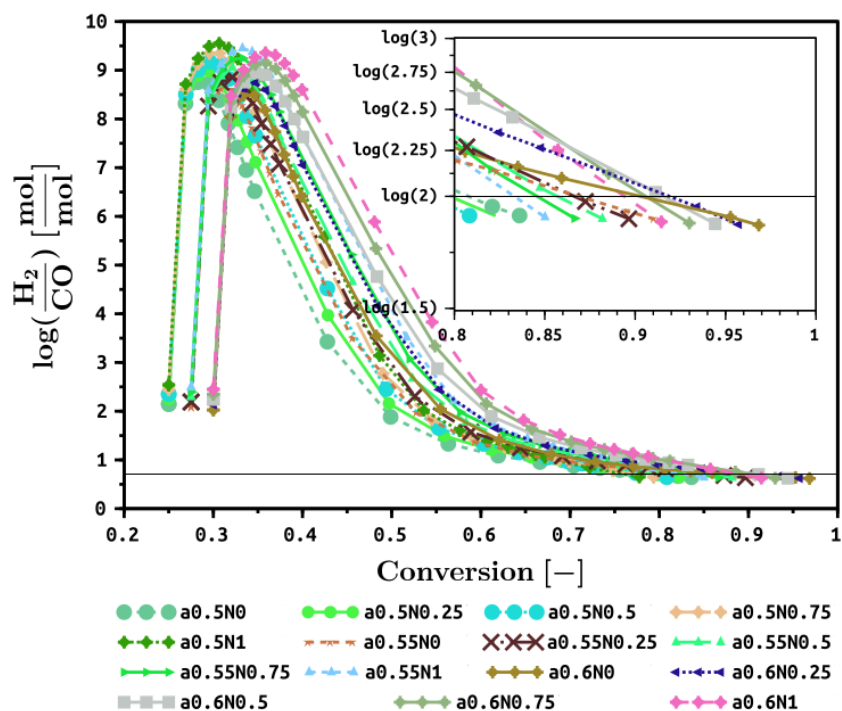 log(H₂/CO) [mol/mol]
10
9
8
7
6
5
4
3
2
1
0
0.2
0.3
0.4
0.5
0.6
0.7
0.8
0.9
1
Conversion [−]
log(3)
log(2.75)
log(2.5)
log(2.25)
log(2)
log(1.5)
0.8
0.85
0.9
0.95
1
a0.5N0
a0.5N0.25
a0.5N0.5
a0.5N0.75
a0.5N1
a0.55N0
a0.55N0.25
a0.55N0.5
a0.55N0.75
a0.55N1
a0.6N0
a0.6N0.25
a0.6N0.5
a0.6N0.75
a0.6N1